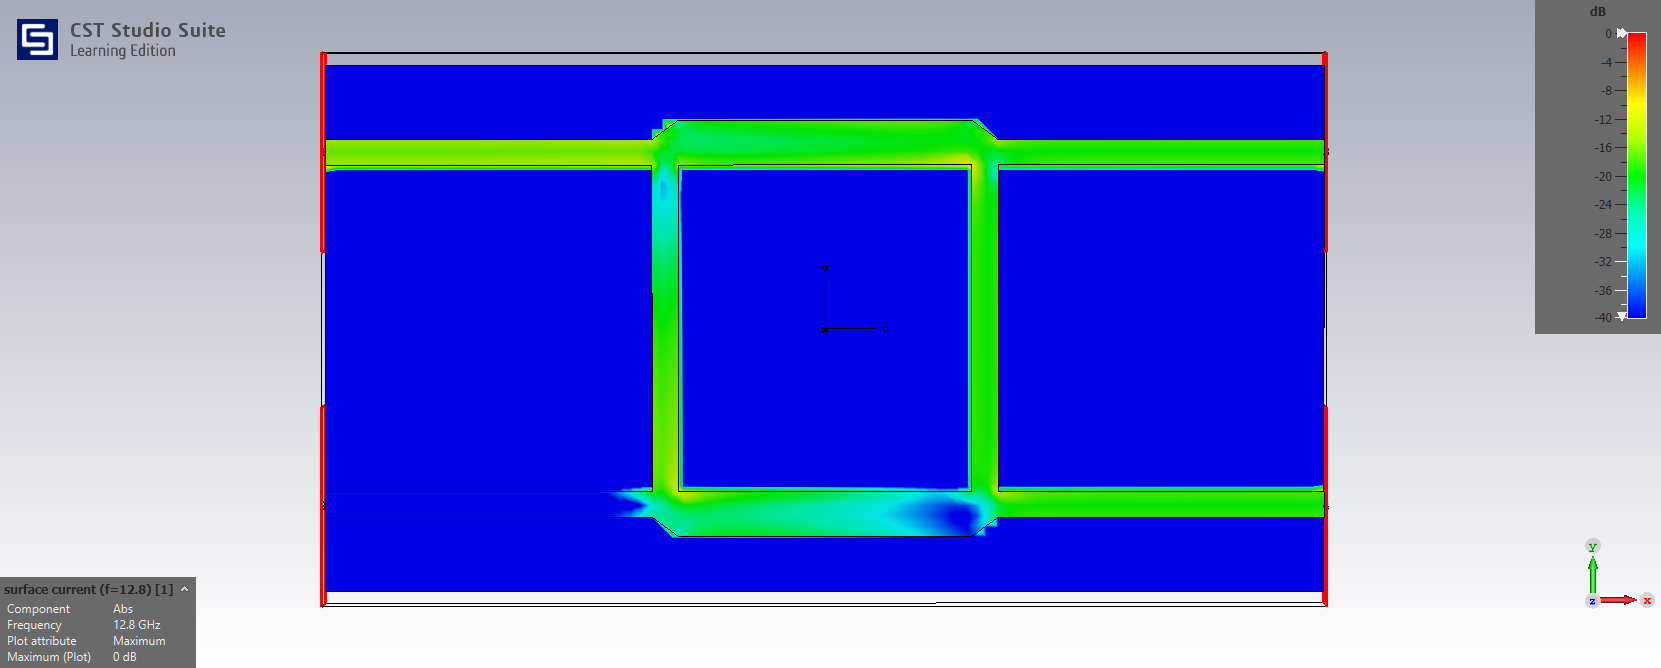 CST Studio Suite
Learning Edition
dB
0
-4
-8
-12
-16
-20
-24
-28
-32
-36
-40
y
z
x
surface current (f=12.8) [1]
Component Abs
Frequency 12.8 GHz
Plot attribute Maximum
Maximum (Plot) 0 dB